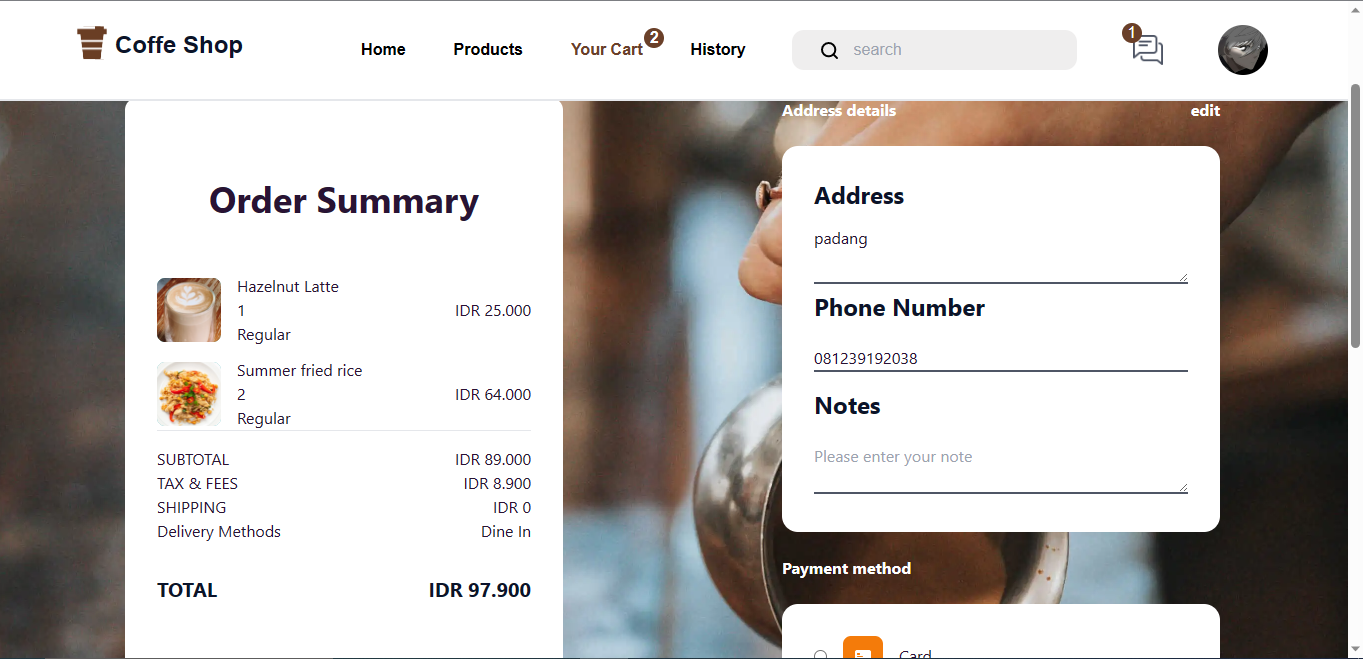 Coffe Shop
Home
Products
Your Cart
2
History
search
1
Order Summary
Hazelnut Latte
1
IDR 25.000
Regular
Summer fried rice
2
IDR 64.000
Regular
SUBTOTAL IDR 89.000
TAX & FEES IDR 8.900
SHIPPING IDR 0
Delivery Methods Dine In
TOTAL IDR 97.900
Address details edit
Address
padang
Phone Number
081239192038
Notes
Please enter your note
Payment method
Card